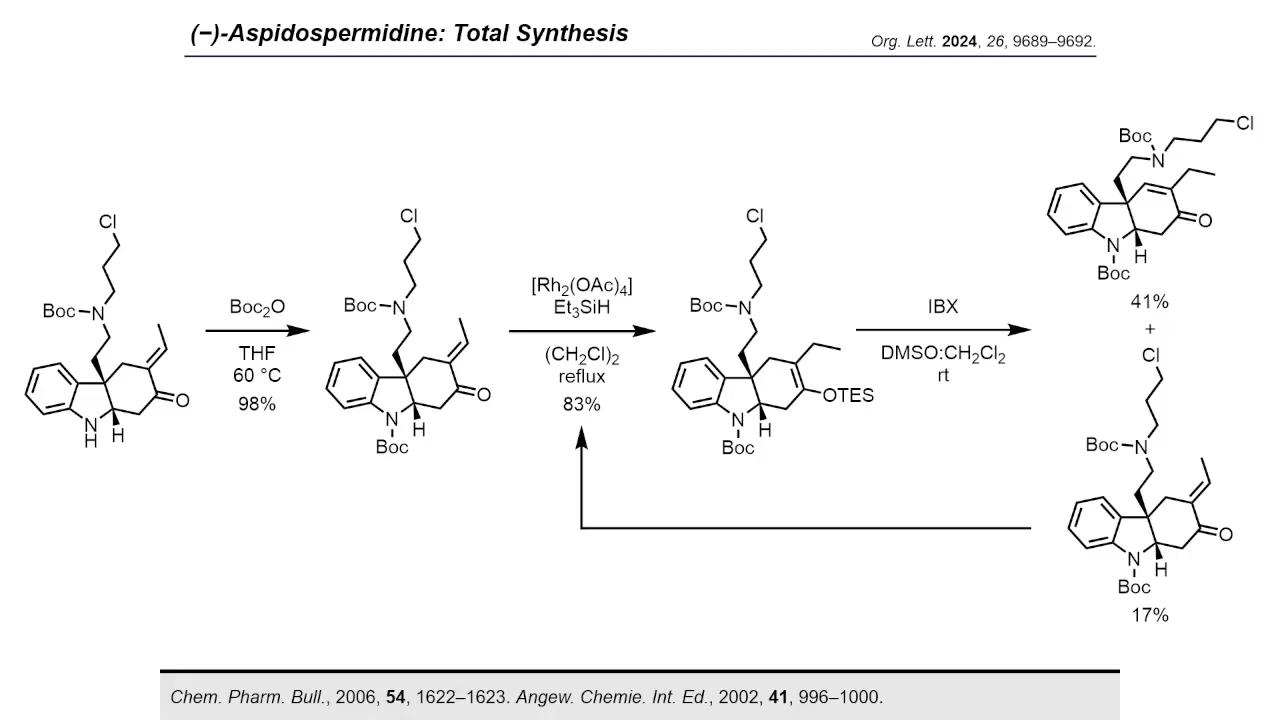 (−)-Aspidospermidine: Total Synthesis
Org. Lett. 2024, 26, 9689–9692.
Cl
Boc
N
O
N
H
H
Boc₂O
THF
60 °C
98%
Cl
Boc
N
O
N
H
Boc
[Rh₂(OAc)₄]
Et₃SiH
(CH₂Cl)₂
reflux
83%
Cl
Boc
N
OTES
N
H
Boc
IBX
DMSO:CH₂Cl₂
rt
Cl
Boc
N
O
N
H
Boc
41%
+
Cl
Boc
N
O
N
H
Boc
17%
Chem. Pharm. Bull., 2006, 54, 1622–1623. Angew. Chemie. Int. Ed., 2002, 41, 996–1000.